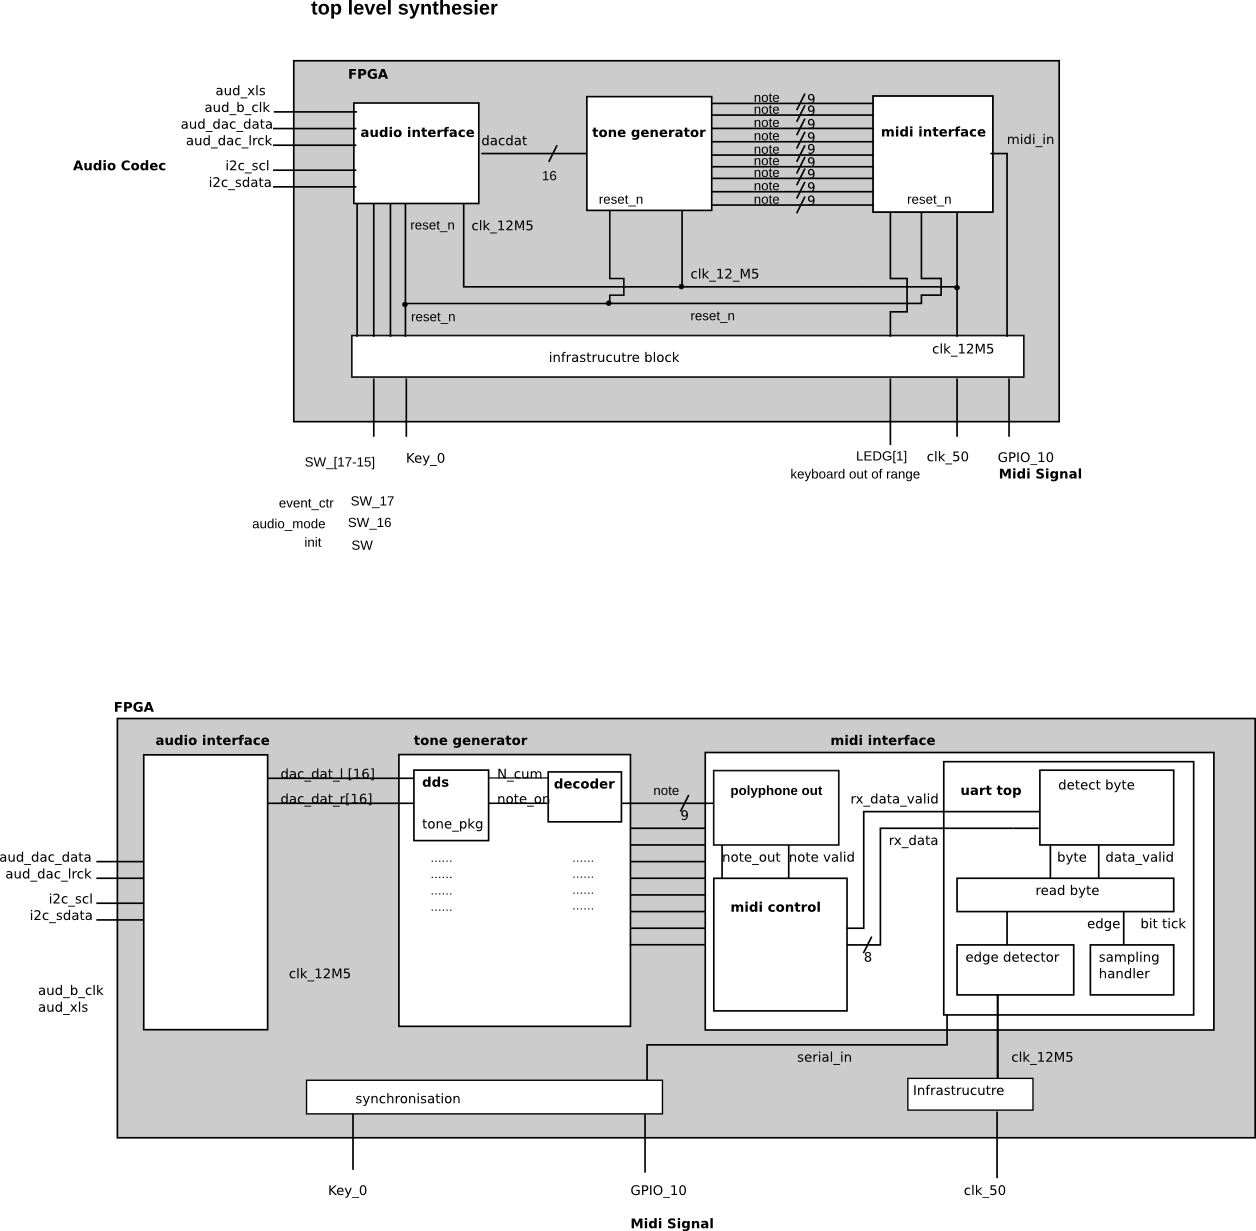 top level synthesier
FPGA
aud_xls
aud_b_clk
aud_dac_data
aud_dac_lrck
Audio Codec
i2c_scl
i2c_sdata
audio interface
dacdat
16
tone generator
reset_n
note 9
note 9
note 9
note 9
note 9
note 9
note 9
note 9
note 9
midi interface
reset_n
midi_in
reset_n
clk_12M5
clk_12_M5
reset_n
reset_n
infrastrucutre block
clk_12M5
SW_[17-15]
Key_0
LEDG[1]
keyboard out of range
clk_50
GPIO_10
Midi Signal
event_ctr SW_17
audio_mode SW_16
init SW
FPGA
audio interface
tone generator
midi interface
dac_dat_l [16]
dac_dat_r[16]
dds
tone_pkg
N_cum
note_on
decoder
......
......
......
......
......
......
......
......
note
9
polyphone out
note_out
note valid
midi control
rx_data_valid
rx_data
8
uart top
detect byte
byte
data_valid
read byte
edge
bit tick
edge detector
sampling
handler
aud_dac_data
aud_dac_lrck
i2c_scl
i2c_sdata
aud_b_clk
aud_xls
clk_12M5
serial_in
clk_12M5
synchronisation
Infrastrucutre
Key_0
GPIO_10
clk_50
Midi Signal